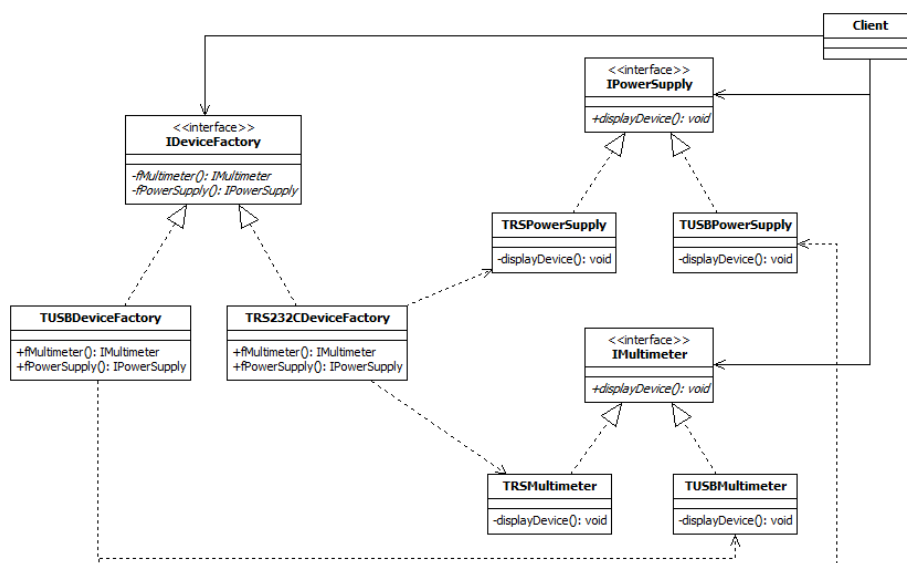 Client
<<interface>>
IPowerSupply
+displayDevice(): void
<<interface>>
IDeviceFactory
-fMultimeter(): IMultimeter
-fPowerSupply(): IPowerSupply
TRSPowerSupply
-displayDevice(): void
TUSBPowerSupply
-displayDevice(): void
TUSBDeviceFactory
+fMultimeter(): IMultimeter
+fPowerSupply(): IPowerSupply
TRS232CDeviceFactory
+fMultimeter(): IMultimeter
+fPowerSupply(): IPowerSupply
<<interface>>
IMultimeter
+displayDevice(): void
TRSMultimeter
-displayDevice(): void
TUSBMultimeter
-displayDevice(): void